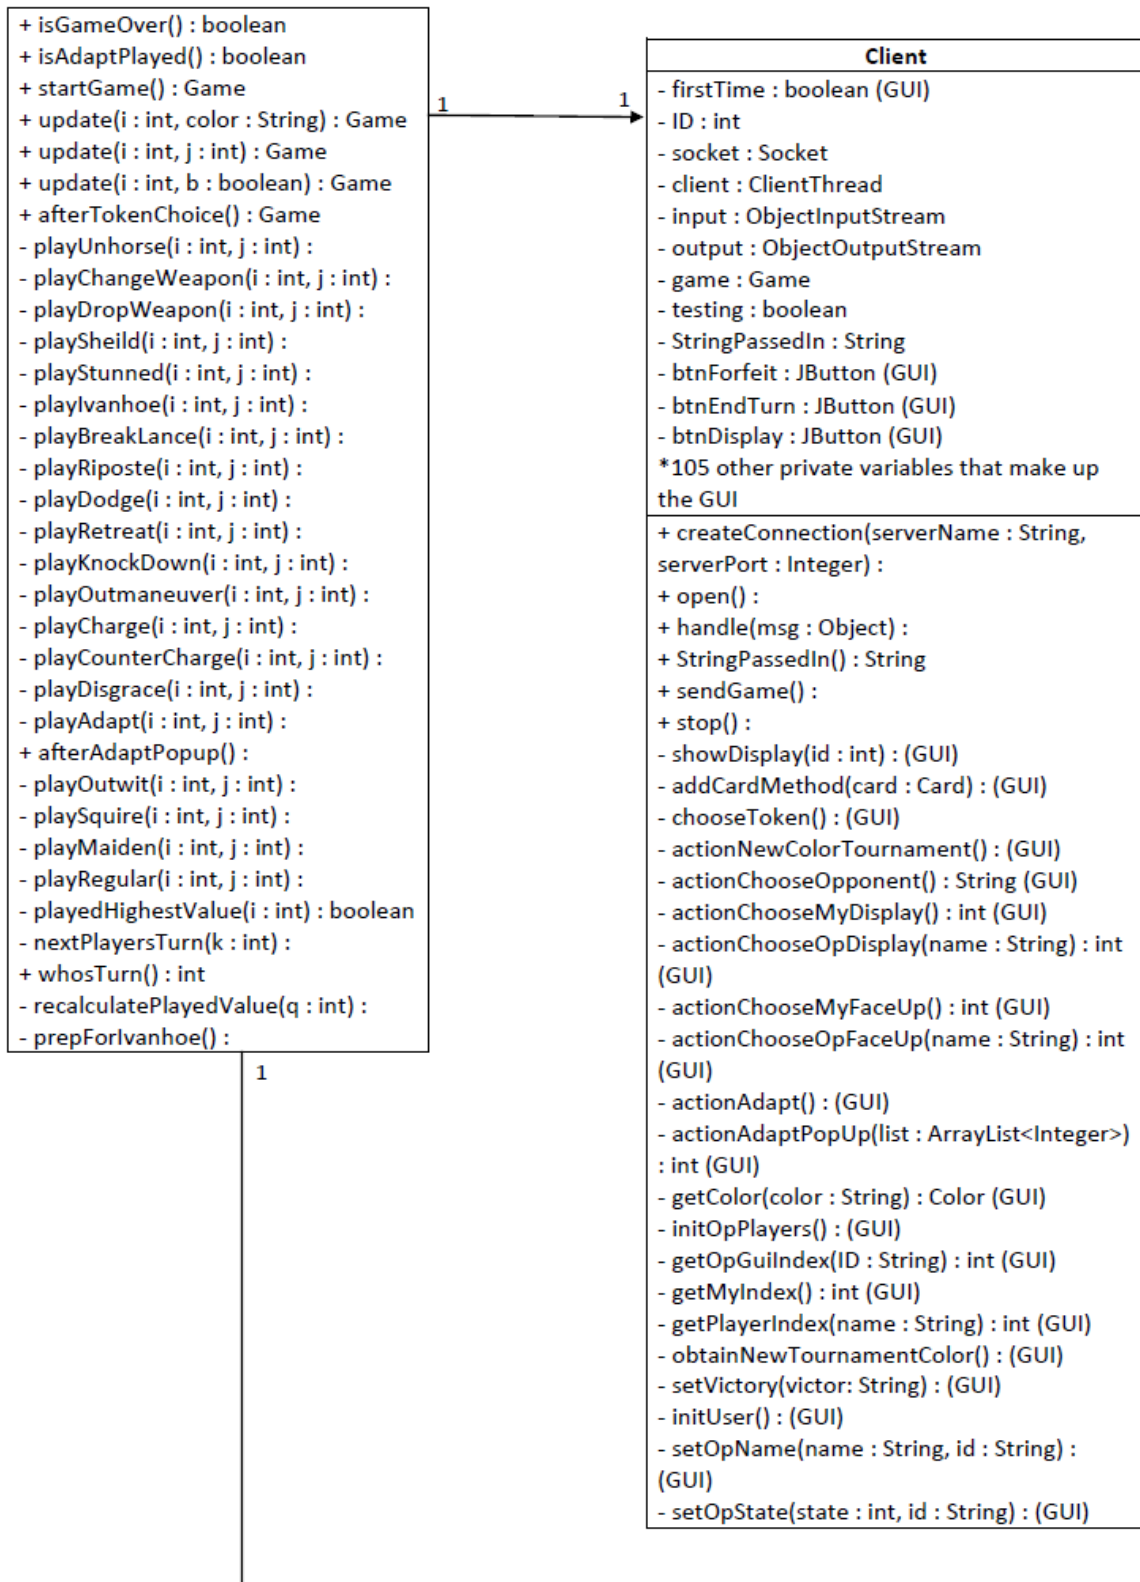 + isGameOver() : boolean
+ isAdaptPlayed() : boolean
+ startGame() : Game
+ update(i : int, color : String) : Game
+ update(i : int, j : int) : Game
+ update(i : int, b : boolean) : Game
+ afterTokenChoice() : Game
- playUnhorse(i : int, j : int) :
- playChangeWeapon(i : int, j : int) :
- playDropWeapon(i : int, j : int) :
- playSheild(i : int, j : int) :
- playStunned(i : int, j : int) :
- playIvanhoe(i : int, j : int) :
- playBreakLance(i : int, j : int) :
- playRiposte(i : int, j : int) :
- playDodge(i : int, j : int) :
- playRetreat(i : int, j : int) :
- playKnockDown(i : int, j : int) :
- playOutmaneuver(i : int, j : int) :
- playCharge(i : int, j : int) :
- playCounterCharge(i : int, j : int) :
- playDisgrace(i : int, j : int) :
- playAdapt(i : int, j : int) :
+ afterAdaptPopup() :
- playOutwit(i : int, j : int) :
- playSquire(i : int, j : int) :
- playMaiden(i : int, j : int) :
- playRegular(i : int, j : int) :
- playedHighestValue(i : int) : boolean
- nextPlayersTurn(k : int) :
+ whosTurn() : int
- recalculatePlayedValue(q : int) :
- prepForIvanhoe() :
1
1
1
Client
- firstTime : boolean (GUI)
- ID : int
- socket : Socket
- client : ClientThread
- input : ObjectInputStream
- output : ObjectOutputStream
- game : Game
- testing : boolean
- StringPassedIn : String
- btnForfeit : JButton (GUI)
- btnEndTurn : JButton (GUI)
- btnDisplay : JButton (GUI)
*105 other private variables that make up
the GUI
+ createConnection(serverName : String,
serverPort : Integer) :
+ open() :
+ handle(msg : Object) :
+ StringPassedIn() : String
+ sendGame() :
+ stop() :
- showDisplay(id : int) : (GUI)
- addCardMethod(card : Card) : (GUI)
- chooseToken() : (GUI)
- actionNewColorTournament() : (GUI)
- actionChooseOpponent() : String (GUI)
- actionChooseMyDisplay() : int (GUI)
- actionChooseOpDisplay(name : String) : int
(GUI)
- actionChooseMyFaceUp() : int (GUI)
- actionChooseOpFaceUp(name : String) : int
(GUI)
- actionAdapt() : (GUI)
- actionAdaptPopUp(list : ArrayList<Integer>)
: int (GUI)
- getColor(color : String) : Color (GUI)
- initOpPlayers() : (GUI)
- getOpGuiIndex(ID : String) : int (GUI)
- getMyIndex() : int (GUI)
- getPlayerIndex(name : String) : int (GUI)
- obtainNewTournamentColor() : (GUI)
- setVictory(victor: String) : (GUI)
- initUser() : (GUI)
- setOpName(name : String, id : String) :
(GUI)
- setOpState(state : int, id : String) : (GUI)